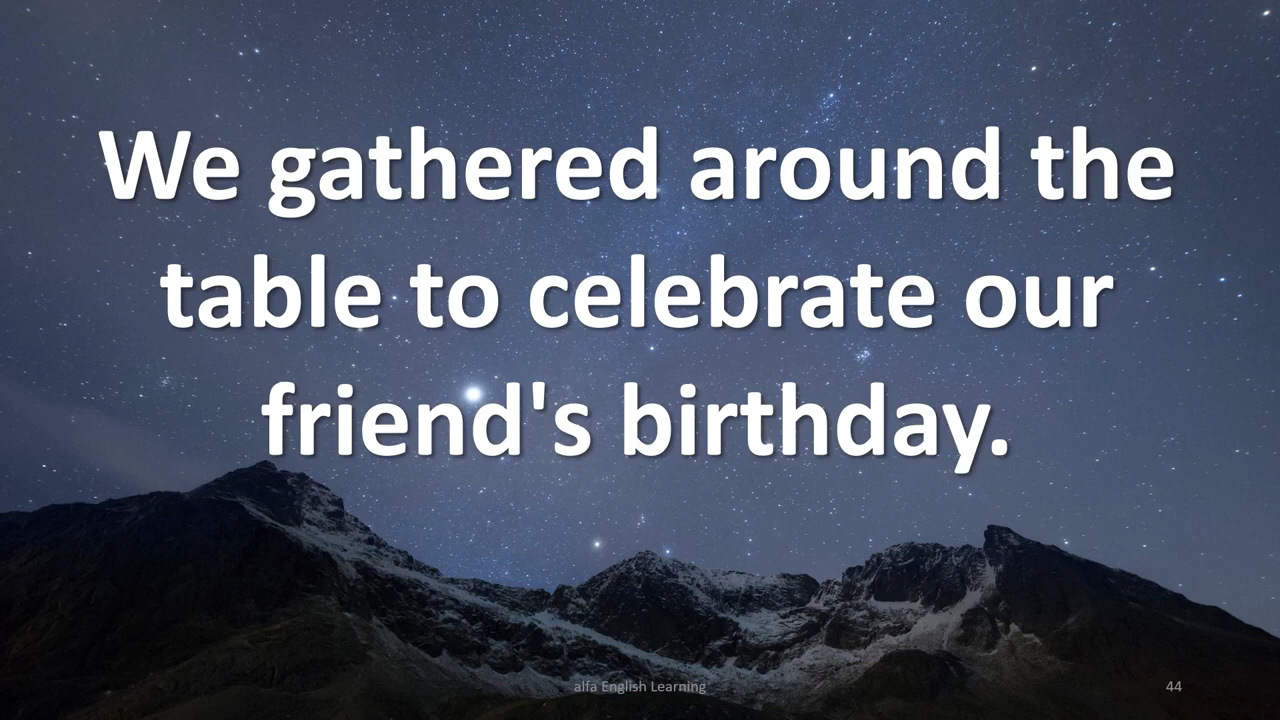 We gathered around the
table to celebrate our
friend's birthday.
alfa English Learning
44